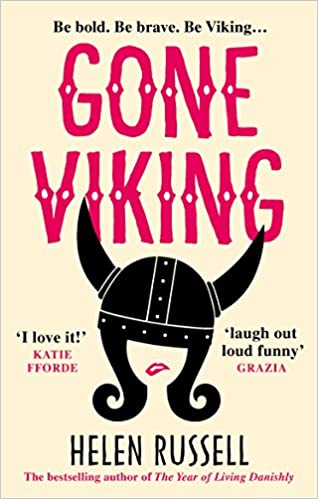 Be bold. Be brave. Be Viking...
GONE
VIKING
'I love it!'
KATIE
FFORDE
'laugh out
loud funny'
GRAZIA
HELEN RUSSELL
The bestselling author of The Year of Living Danishly